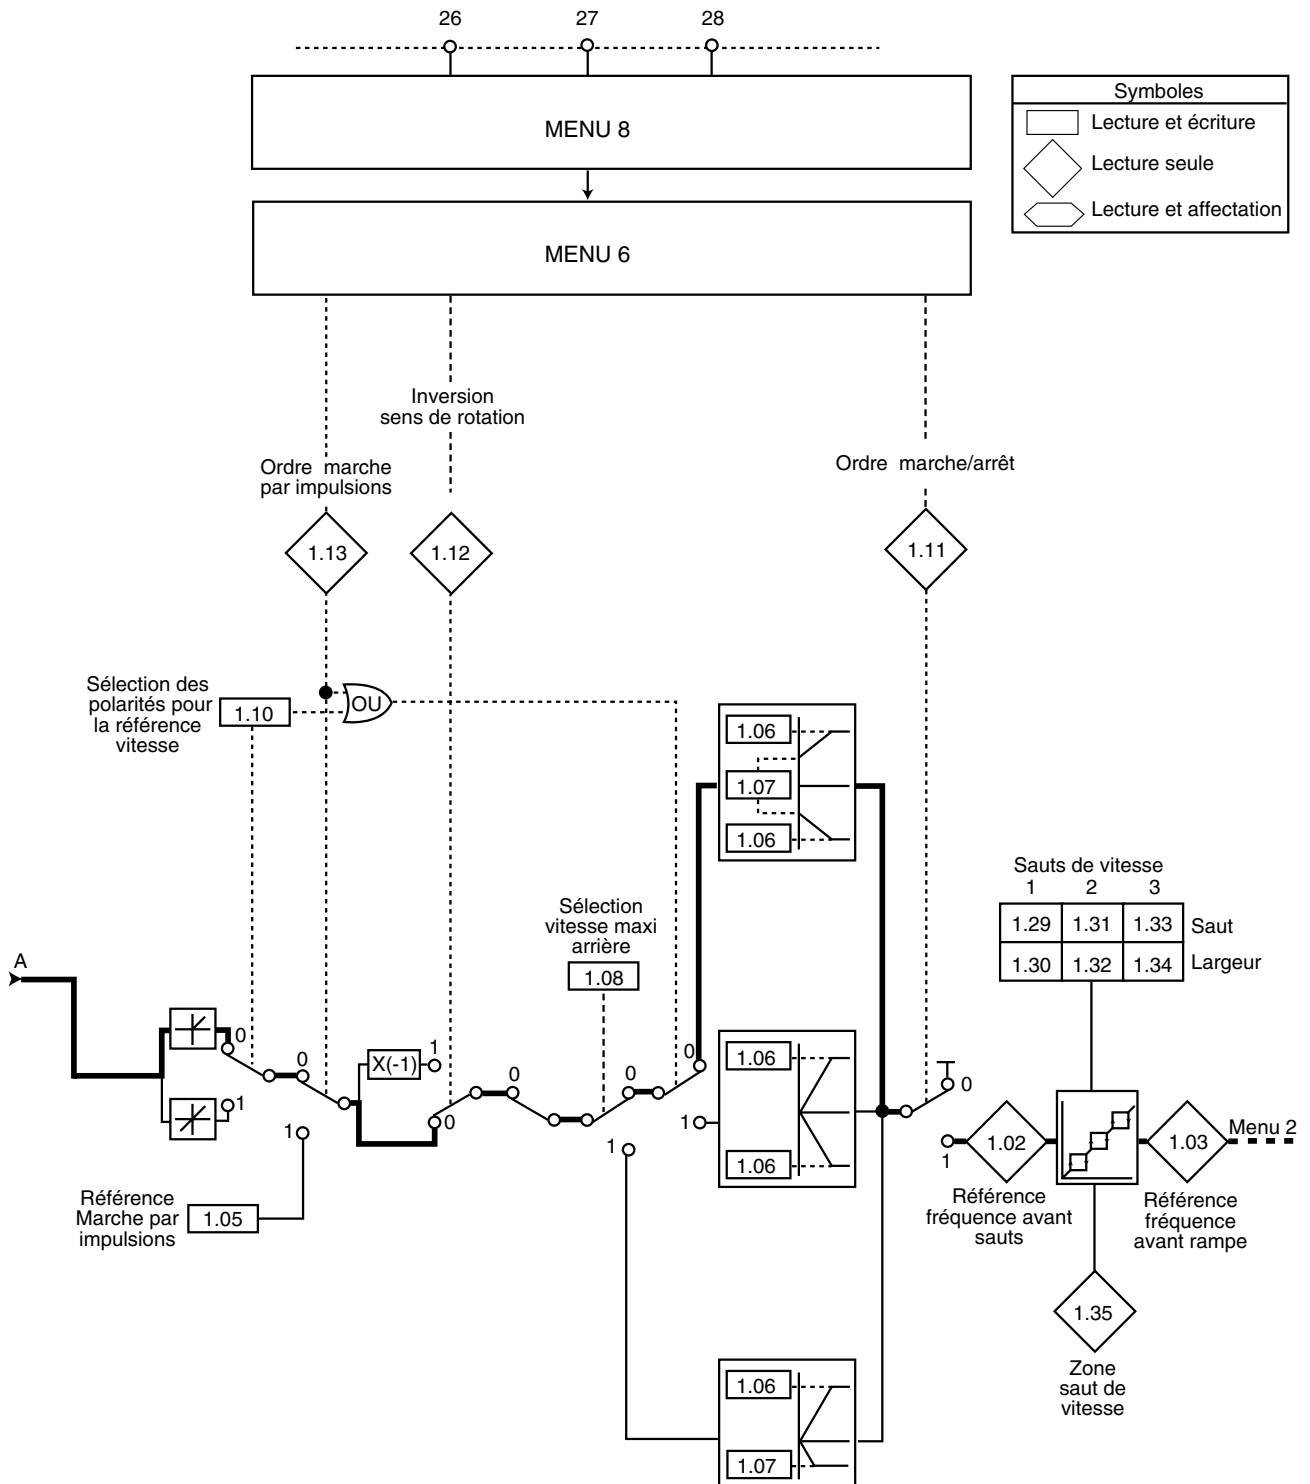 26 27 28
MENU 8
Symboles
Lecture et écriture
Lecture seule
Lecture et affectation
MENU 6
Inversion
sens de rotation
Ordre marche
par impulsions
Ordre marche/arrêt
1.13
1.12
1.11
Sélection des
polarités pour
la référence
vitesse
1.10
OU
1.06
1.07
1.06
Sélection
vitesse maxi
arrière
1.08
Sauts de vitesse
1 2 3
1.29 1.31 1.33 Saut
1.30 1.32 1.34 Largeur
A
0
1
0
1
X(-1)
1
0
0
0
1
0
1
1.06
1.06
0
1
1.02
1.03
Menu 2
Référence
Marche par
impulsions
1.05
Référence
fréquence avant
sauts
Référence
fréquence
avant rampe
1.35
Zone
saut de
vitesse
1.06
1.07